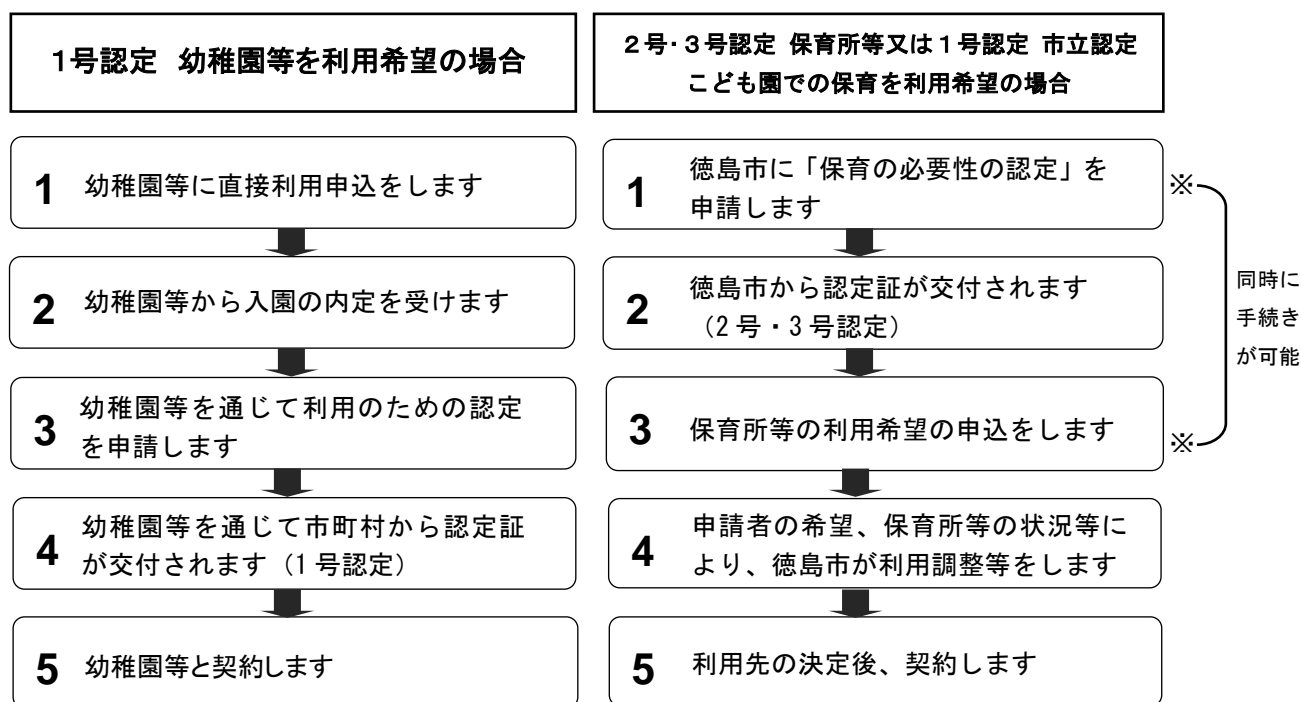 1号認定 幼稚園等を利用希望の場合
1 幼稚園等に直接利用申込をします
2 幼稚園等から入園の内定を受けます
3 幼稚園等を通じて利用のための認定
を申請します
4 幼稚園等を通じて市町村から認定証
が交付されます（1号認定）
5 幼稚園等と契約します
2号・3号認定 保育所等又は1号認定 市立認定
こども園での保育を利用希望の場合
1 徳島市に「保育の必要性の認定」を
申請します
※
2 徳島市から認定証が交付されます
（2号・3号認定）
3 保育所等の利用希望の申込をします
※
同時に
手続き
が可能
4 申請者の希望、保育所等の状況等に
より、徳島市が利用調整等をします
5 利用先の決定後、契約します